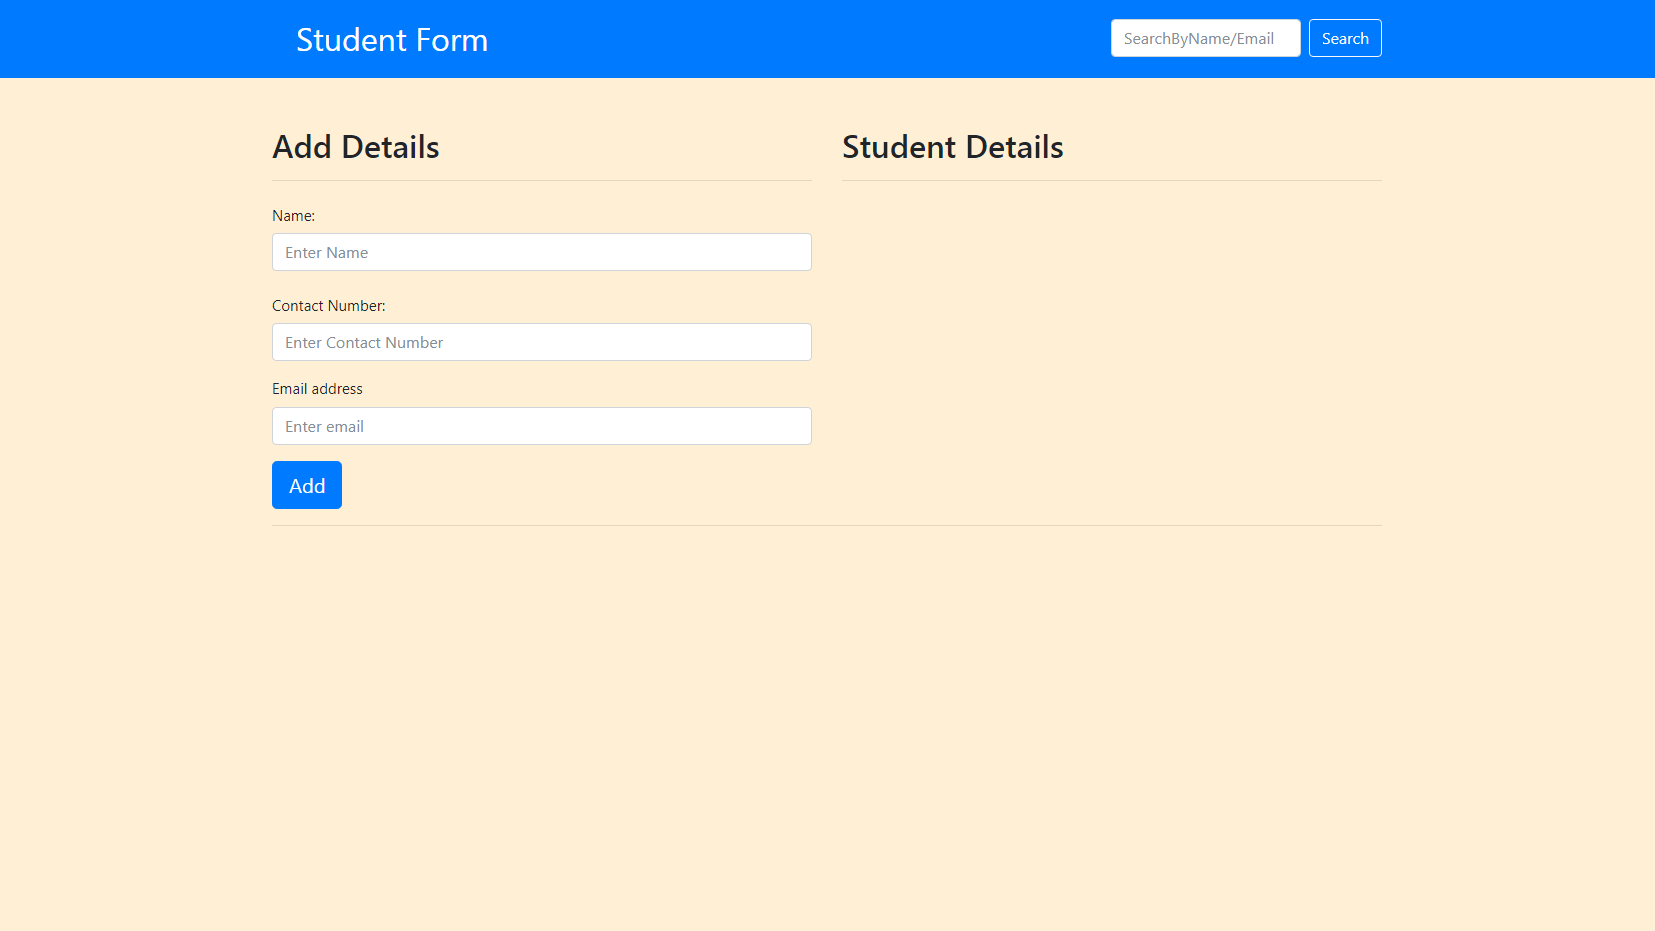 Student Form
SearchByName/Email
Search
Add Details
Name:
Enter Name
Contact Number:
Enter Contact Number
Email address
Enter email
Add
Student Details